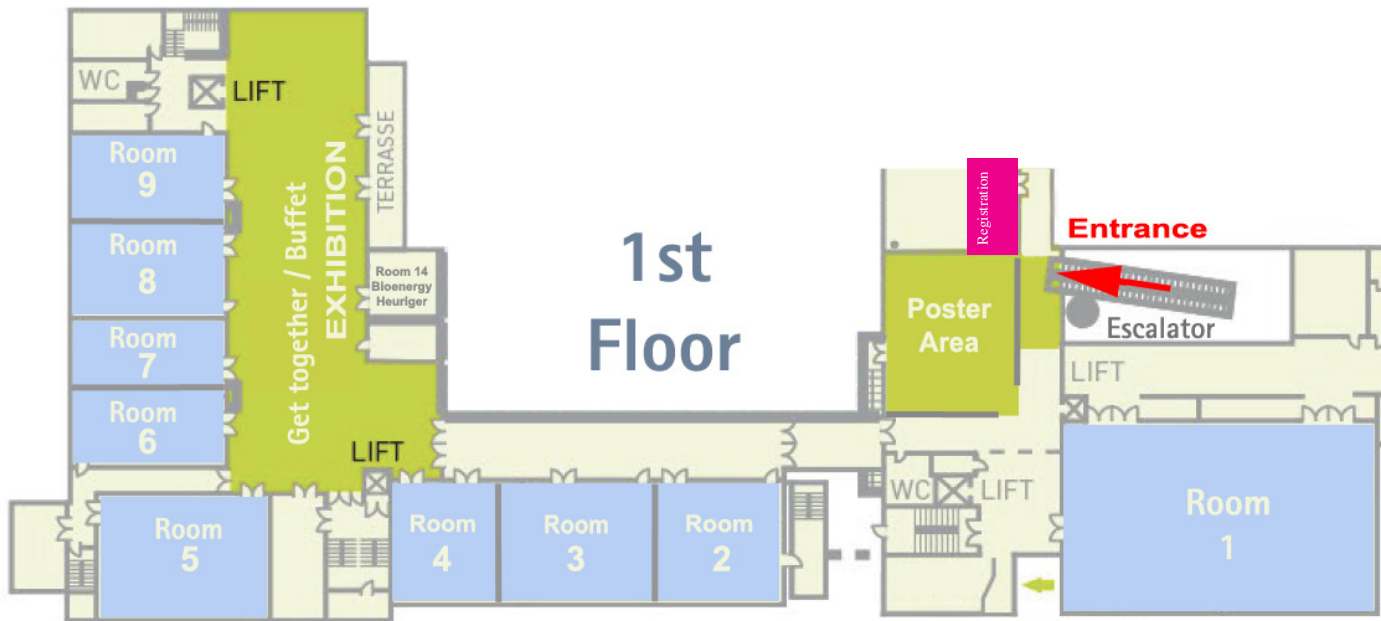 WC
LIFT
Room
9
Room
8
Room
7
Room
6
Room
5
Get together / Buffet
EXHIBITION
TERRASSE
Room 14
Bioenergy
Heuriger
LIFT
Room
4
Room
3
Room
2
1st
Floor
Registration
Entrance
Escalator
Poster
Area
LIFT
WC
LIFT
Room
1